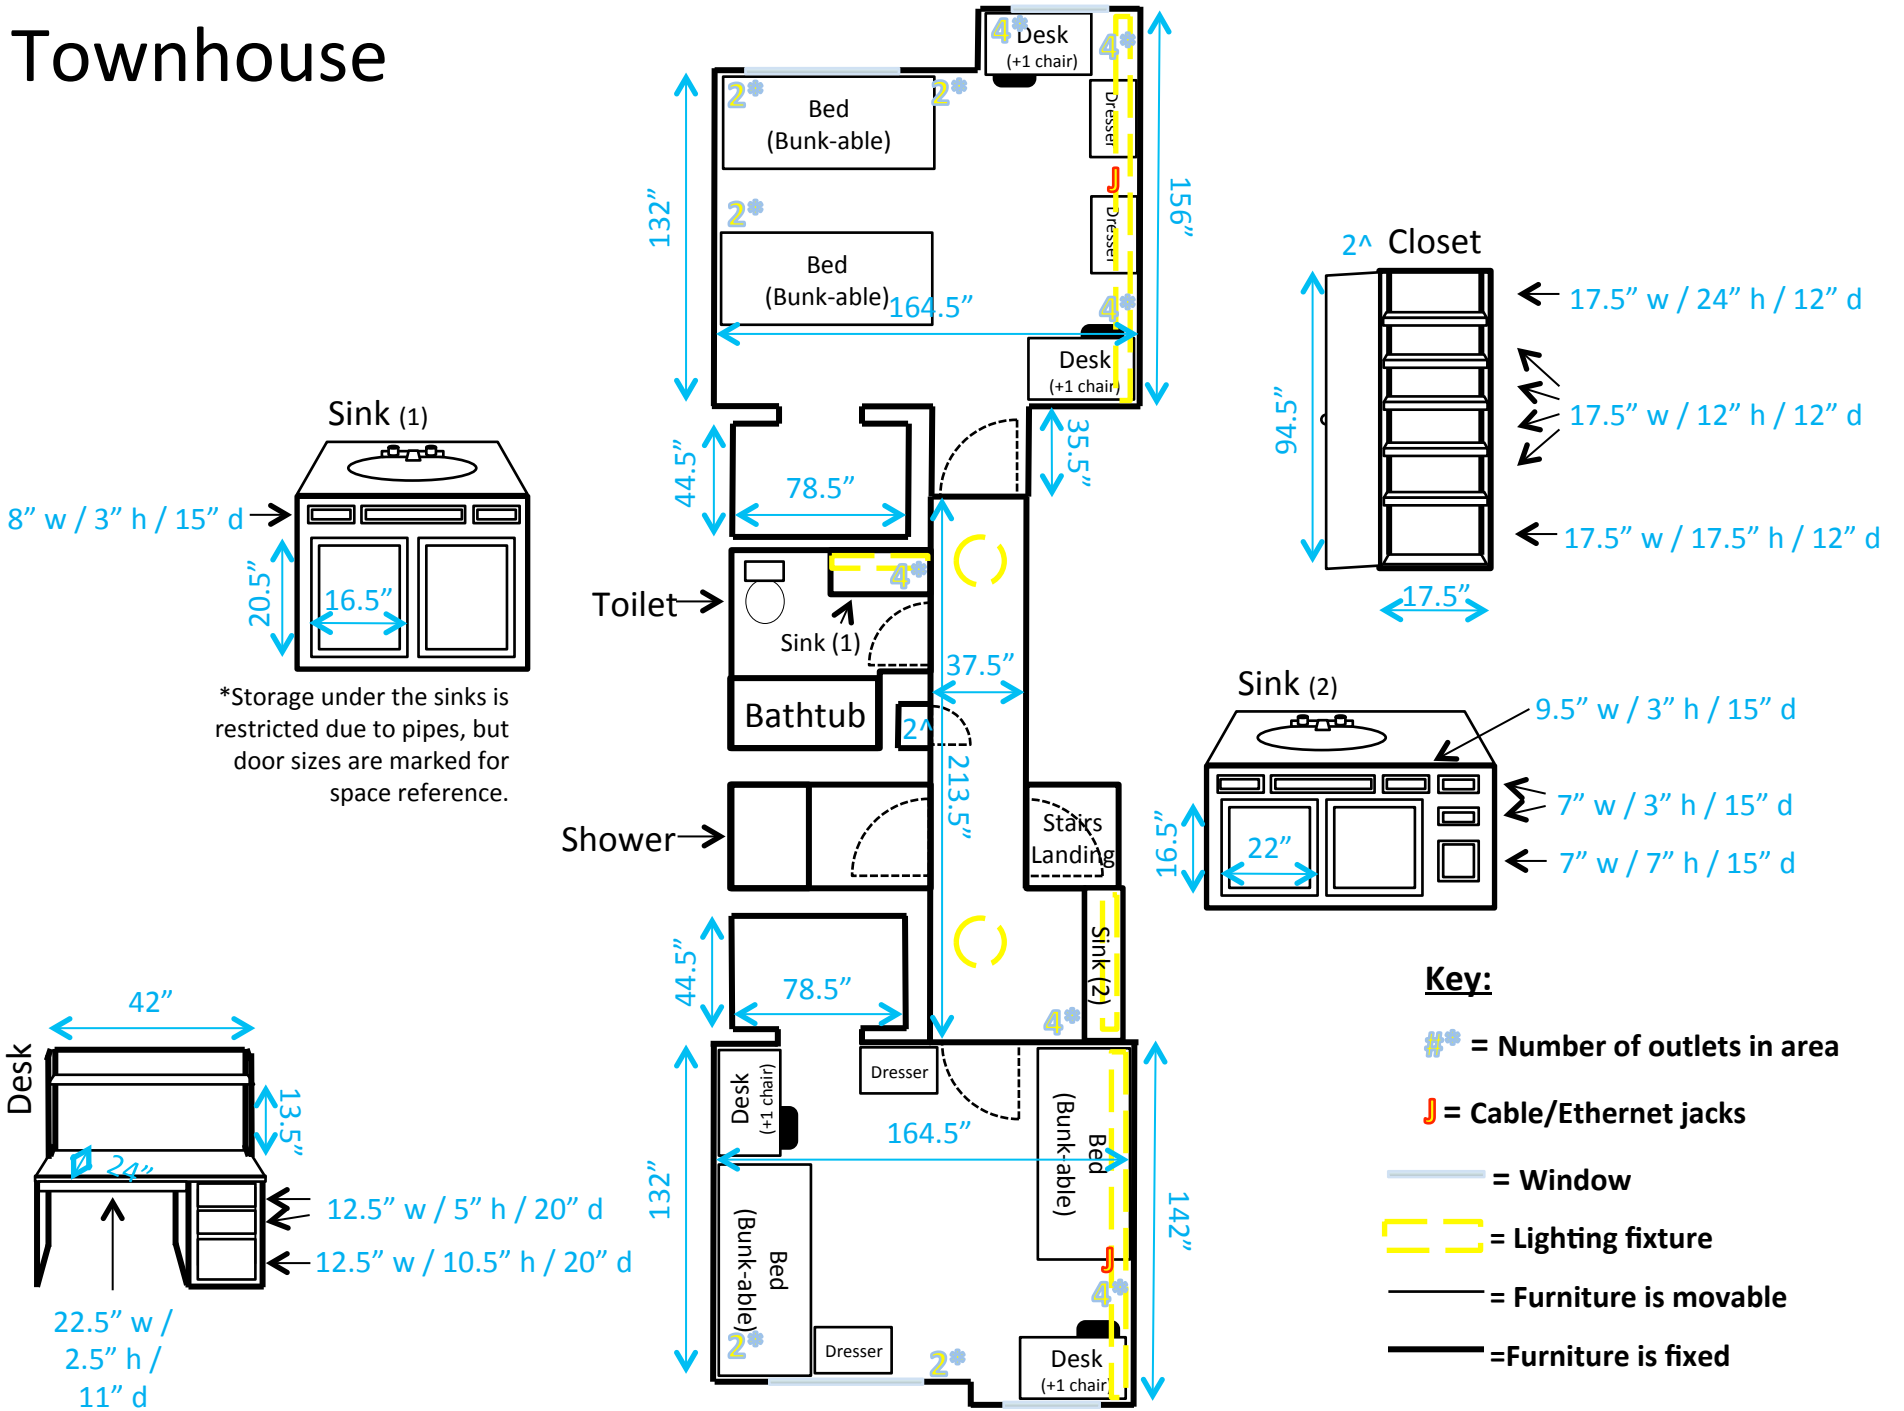 Townhouse
4*
Desk
(+1 chair)
4*
2*
Bed
(Bunk-able)
2*
Dresser
J
132”
156”
2*
Dresser
Bed
(Bunk-able)
164.5”
4*
Desk
(+1 chair)
2^ Closet
17.5” w / 24” h / 12” d
94.5”
17.5” w / 12” h / 12” d
17.5” w / 17.5” h / 12” d
17.5”
Sink (1)
8” w / 3” h / 15” d
20.5”
16.5”
*Storage under the sinks is
restricted due to pipes, but
door sizes are marked for
space reference.
44.5”
78.5”
35.5”
4*
Toilet
Sink (1)
37.5”
Bathtub
2^
213.5”
Shower
Stairs
Landing
Sink (2)
9.5” w / 3” h / 15” d
7” w / 3” h / 15” d
16.5”
22”
7” w / 7” h / 15” d
44.5”
78.5”
Sink (2)
4*
Desk
42”
13.5”
24”
12.5” w / 5” h / 20” d
12.5” w / 10.5” h / 20” d
22.5” w /
2.5” h /
11” d
Desk
(+1 chair)
Dresser
164.5”
Bed
(Bunk-able)
132”
142”
Bed
(Bunk-able)
J
4*
2*
Dresser
2*
Desk
(+1 chair)
Key:
#* = Number of outlets in area
J = Cable/Ethernet jacks
= Window
= Lighting fixture
= Furniture is movable
=Furniture is fixed